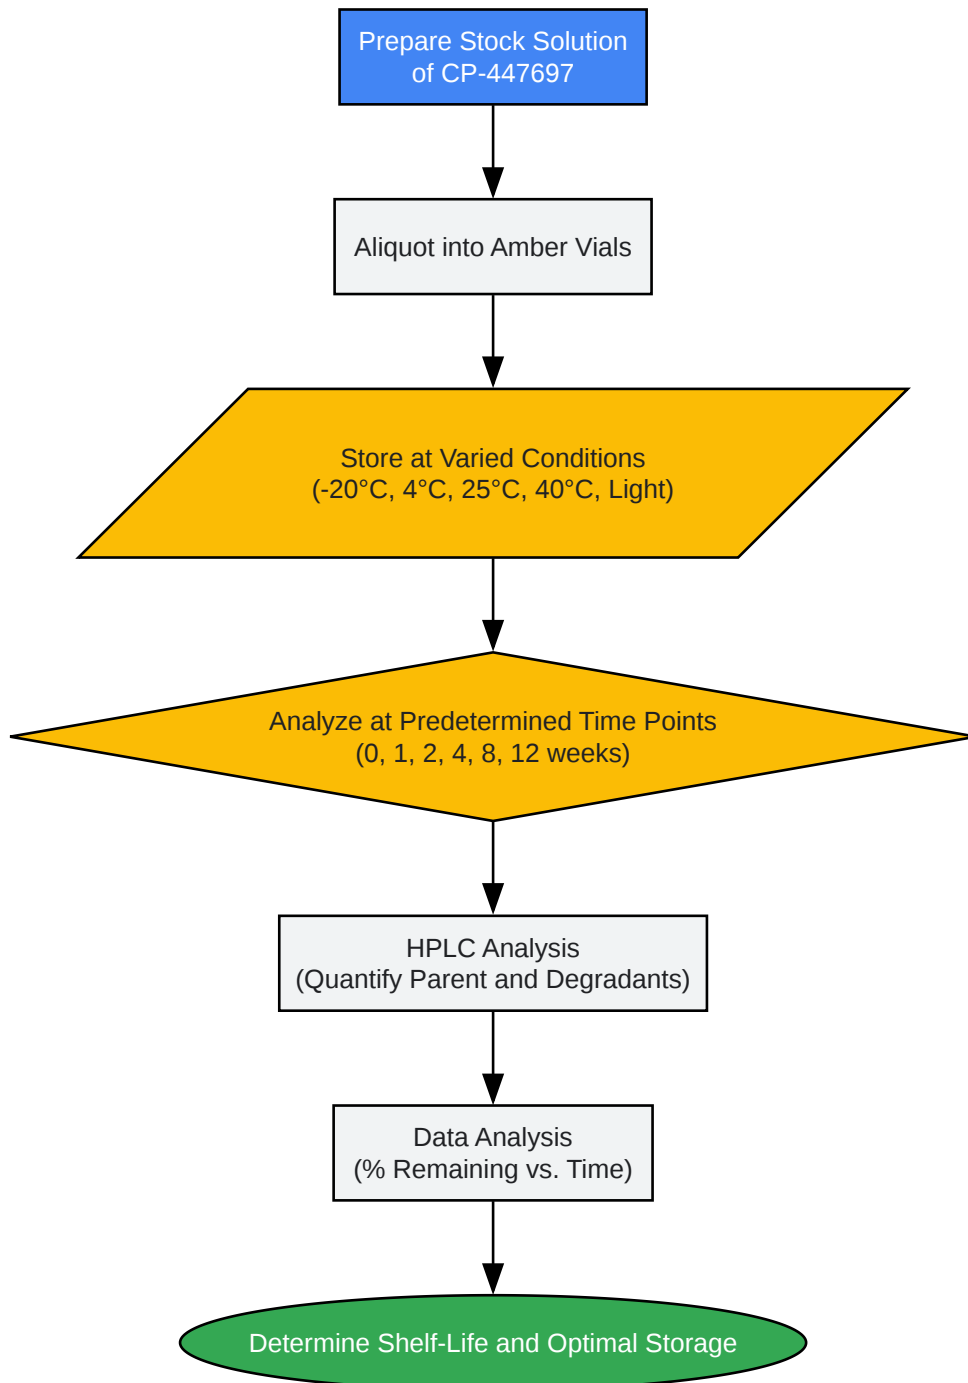 Prepare Stock Solution
of CP-447697
Aliquot into Amber Vials
Store at Varied Conditions
(-20°C, 4°C, 25°C, 40°C, Light)
Analyze at Predetermined Time Points
(0, 1, 2, 4, 8, 12 weeks)
HPLC Analysis
(Quantify Parent and Degradants)
Data Analysis
(% Remaining vs. Time)
Determine Shelf-Life and Optimal Storage